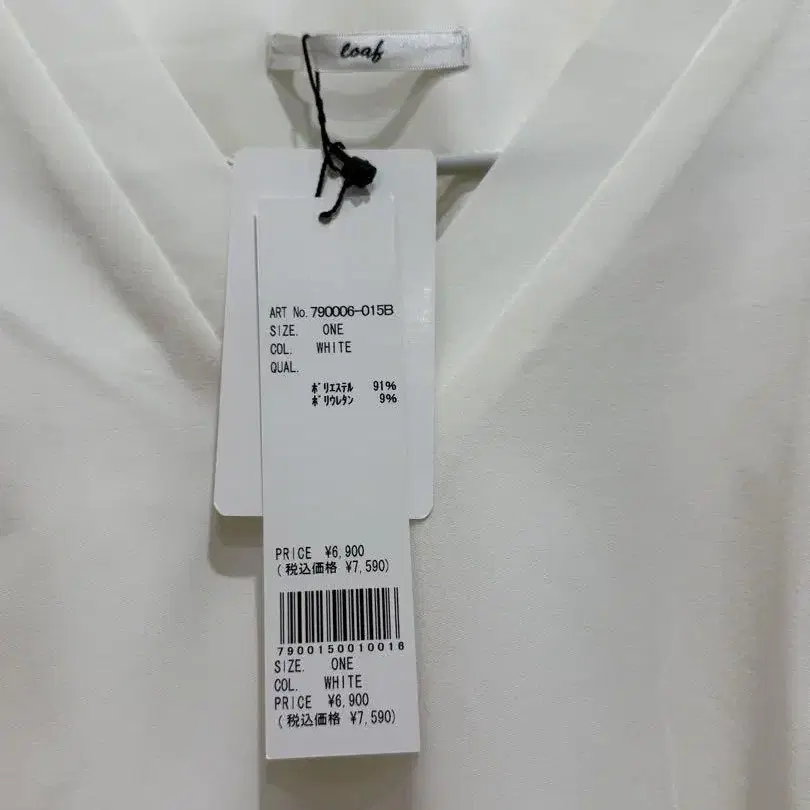 loaf
ART No. 790006-015B
SIZE. ONE
COL. WHITE
QUAL.
ﾎﾟﾘｴｽﾃﾙ 91%
ﾎﾟﾘｳﾚﾀﾝ 9%
PRICE ¥6,900
(税込価格 ¥7,590)
7900150010016
SIZE. ONE
COL. WHITE
PRICE ¥6,900
(税込価格 ¥7,590)